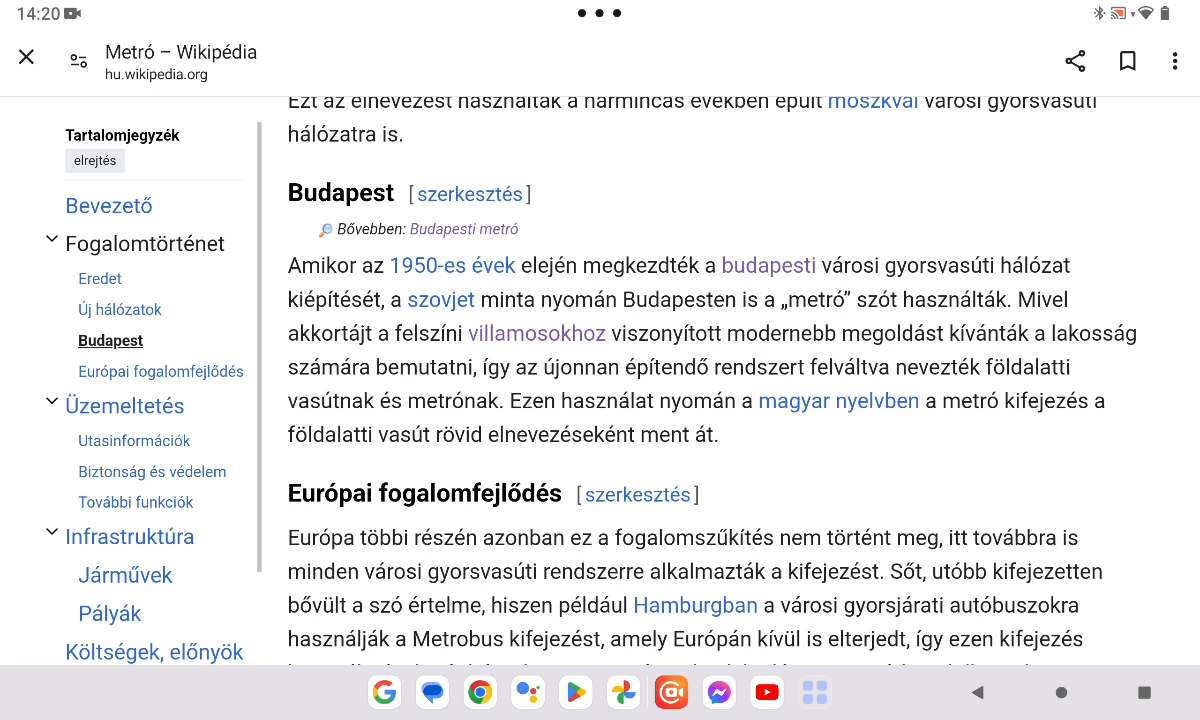 14:20
Metró – Wikipédia
hu.wikipedia.org
Tartalomjegyzék
elrejtés
Bevezető
Fogalomtörténet
Eredet
Új hálózatok
Budapest
Európai fogalomfejlődés
Üzemeltetés
Utasinformációk
Biztonság és védelem
További funkciók
Infrastruktúra
Járművek
Pályák
Költségek, előnyök
Ezt az elnevezést használták a harmincas években épült moszkvai városi gyorsvasúti
hálózatra is.
Budapest [ szerkesztés ]
Bővebben: Budapesti metró
Amikor az 1950-es évek elején megkezdték a budapesti városi gyorsvasúti hálózat
kiépítését, a szovjet minta nyomán Budapesten is a „metró” szót használták. Mivel
akkortájt a felszíni villamosokhoz viszonyított modernebb megoldást kívánták a lakosság
számára bemutatni, így az újonnan építendő rendszert felváltva nevezték földalatti
vasútnak és metrónak. Ezen használat nyomán a magyar nyelvben a metró kifejezés a
földalatti vasút rövid elnevezéseként ment át.
Európai fogalomfejlődés [ szerkesztés ]
Európa többi részén azonban ez a fogalomszűkítés nem történt meg, itt továbbra is
minden városi gyorsvasúti rendszerre alkalmazták a kifejezést. Sőt, utóbb kifejezetten
bővült a szó értelme, hiszen például Hamburgban a városi gyorsjárati autóbuszokra
használják a Metrobus kifejezést, amely Európán kívül is elterjedt, így ezen kifejezés